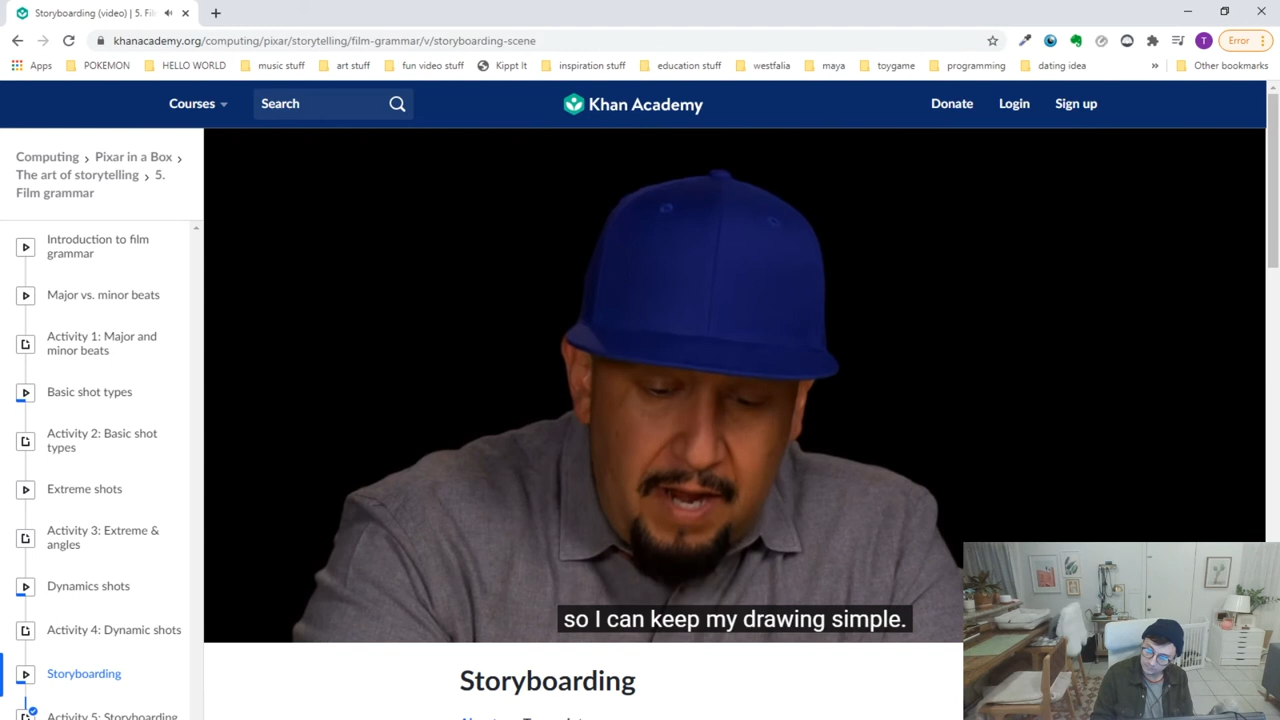 Storyboarding (video) | 5. Fil
khanacademy.org/computing/pixar/storytelling/film-grammar/v/storyboarding-scene
T
Error
Apps
POKEMON
HELLO WORLD
music stuff
art stuff
fun video stuff
Kippt It
inspiration stuff
education stuff
westfalia
maya
toygame
programming
dating idea
»
Other bookmarks
Courses
Search
Khan Academy
Donate
Login
Sign up
Computing › Pixar in a Box ›
The art of storytelling › 5.
Film grammar
Introduction to film
grammar
Major vs. minor beats
Activity 1: Major and
minor beats
Basic shot types
Activity 2: Basic shot
types
Extreme shots
Activity 3: Extreme &
angles
Dynamics shots
Activity 4: Dynamic shots
Storyboarding
Activity 5: Storyboarding
so I can keep my drawing simple.
Storyboarding